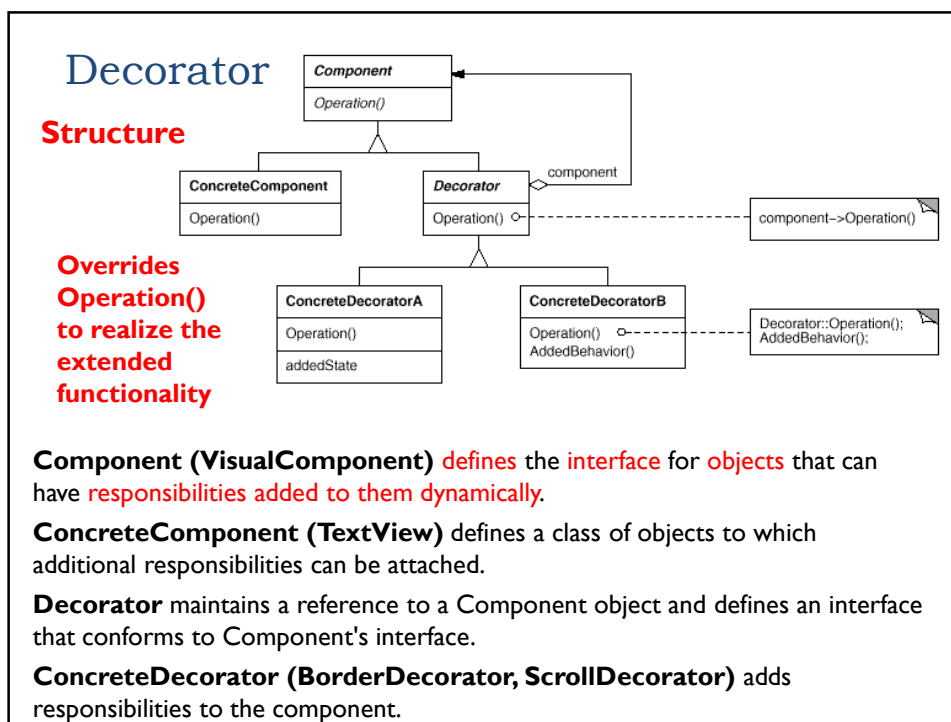 Decorator
Structure
Component
Operation()
component
ConcreteComponent
Operation()
Decorator
Operation()
component->Operation()
Overrides
Operation()
to realize the
extended
functionality
ConcreteDecoratorA
Operation()
addedState
ConcreteDecoratorB
Operation()
AddedBehavior()
Decorator::Operation();
AddedBehavior();
Component (VisualComponent) defines the interface for objects that can
have responsibilities added to them dynamically.
ConcreteComponent (TextView) defines a class of objects to which
additional responsibilities can be attached.
Decorator maintains a reference to a Component object and defines an interface
that conforms to Component's interface.
ConcreteDecorator (BorderDecorator, ScrollDecorator) adds
responsibilities to the component.